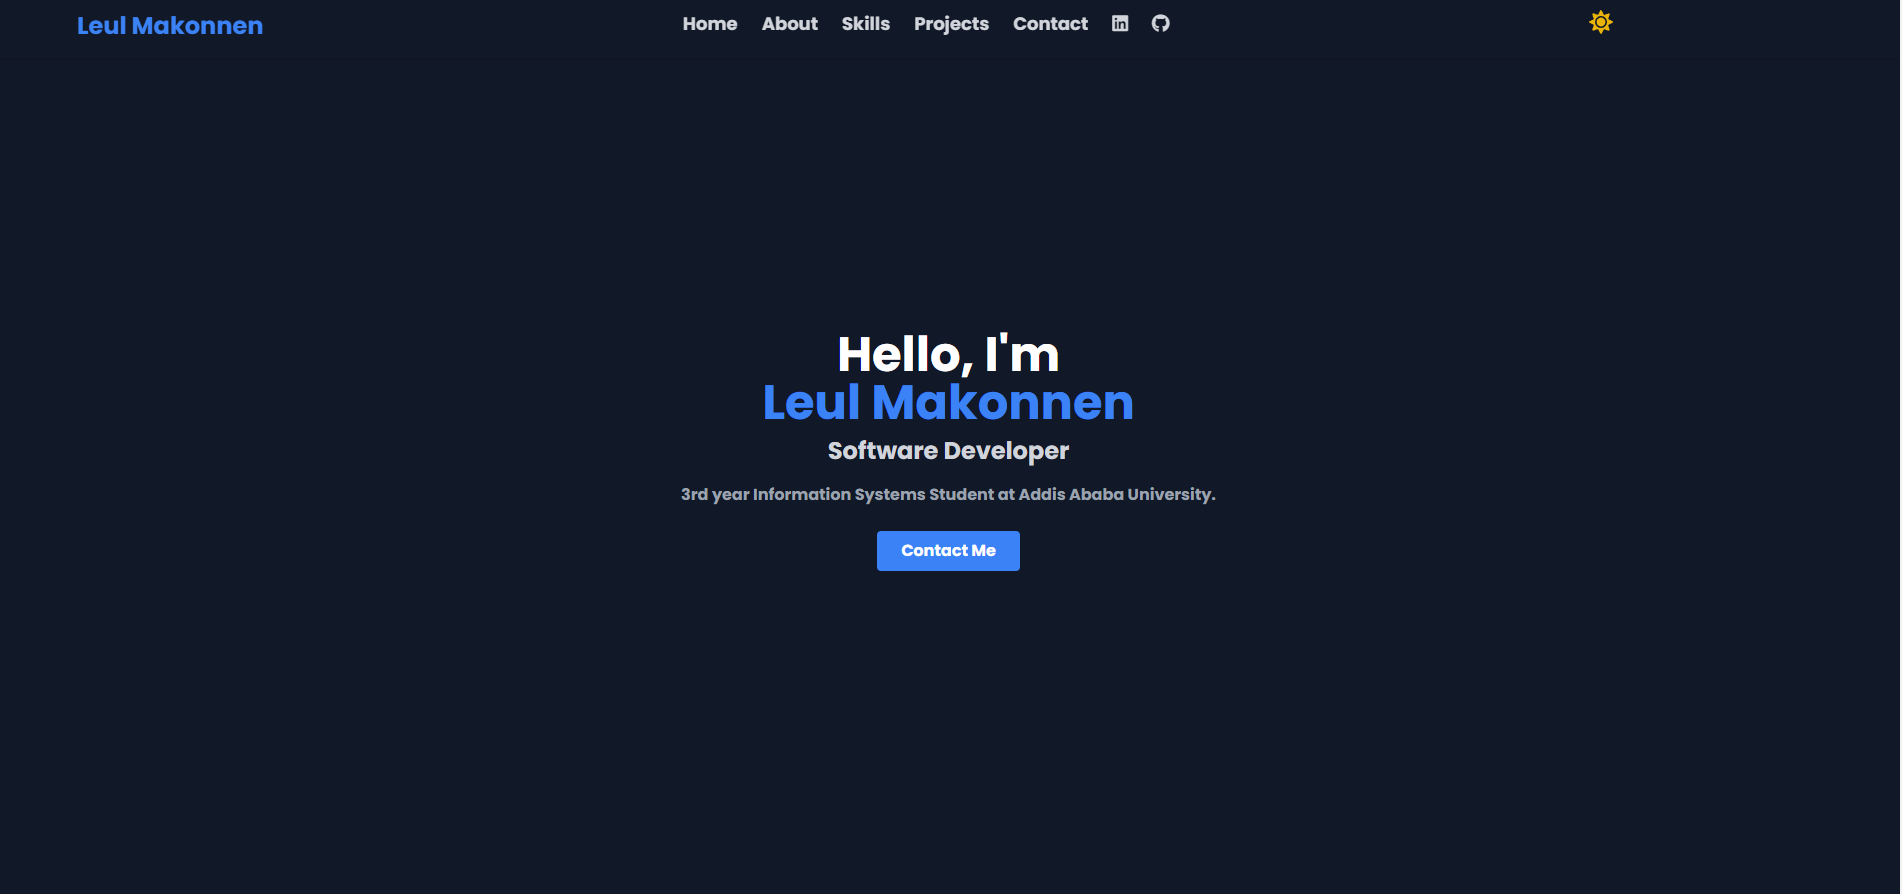 Leul Makonnen
Home About Skills Projects Contact
Hello, I'm
Leul Makonnen
Software Developer
3rd year Information Systems Student at Addis Ababa University.
Contact Me